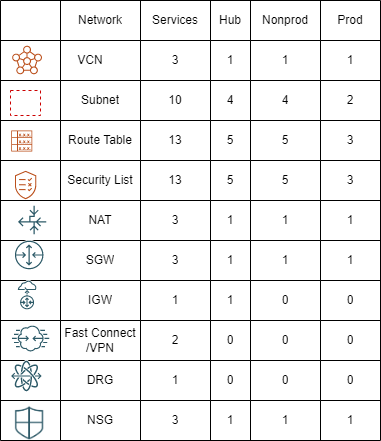 Network Services Hub Nonprod Prod
VCN 3 1 1 1
Subnet 10 4 4 2
Route Table 13 5 5 3
Security List 13 5 5 3
NAT 3 1 1 1
SGW 3 1 1 1
IGW 1 1 0 0
Fast Connect
/VPN 2 0 0 0
DRG 1 0 0 0
NSG 3 1 1 1